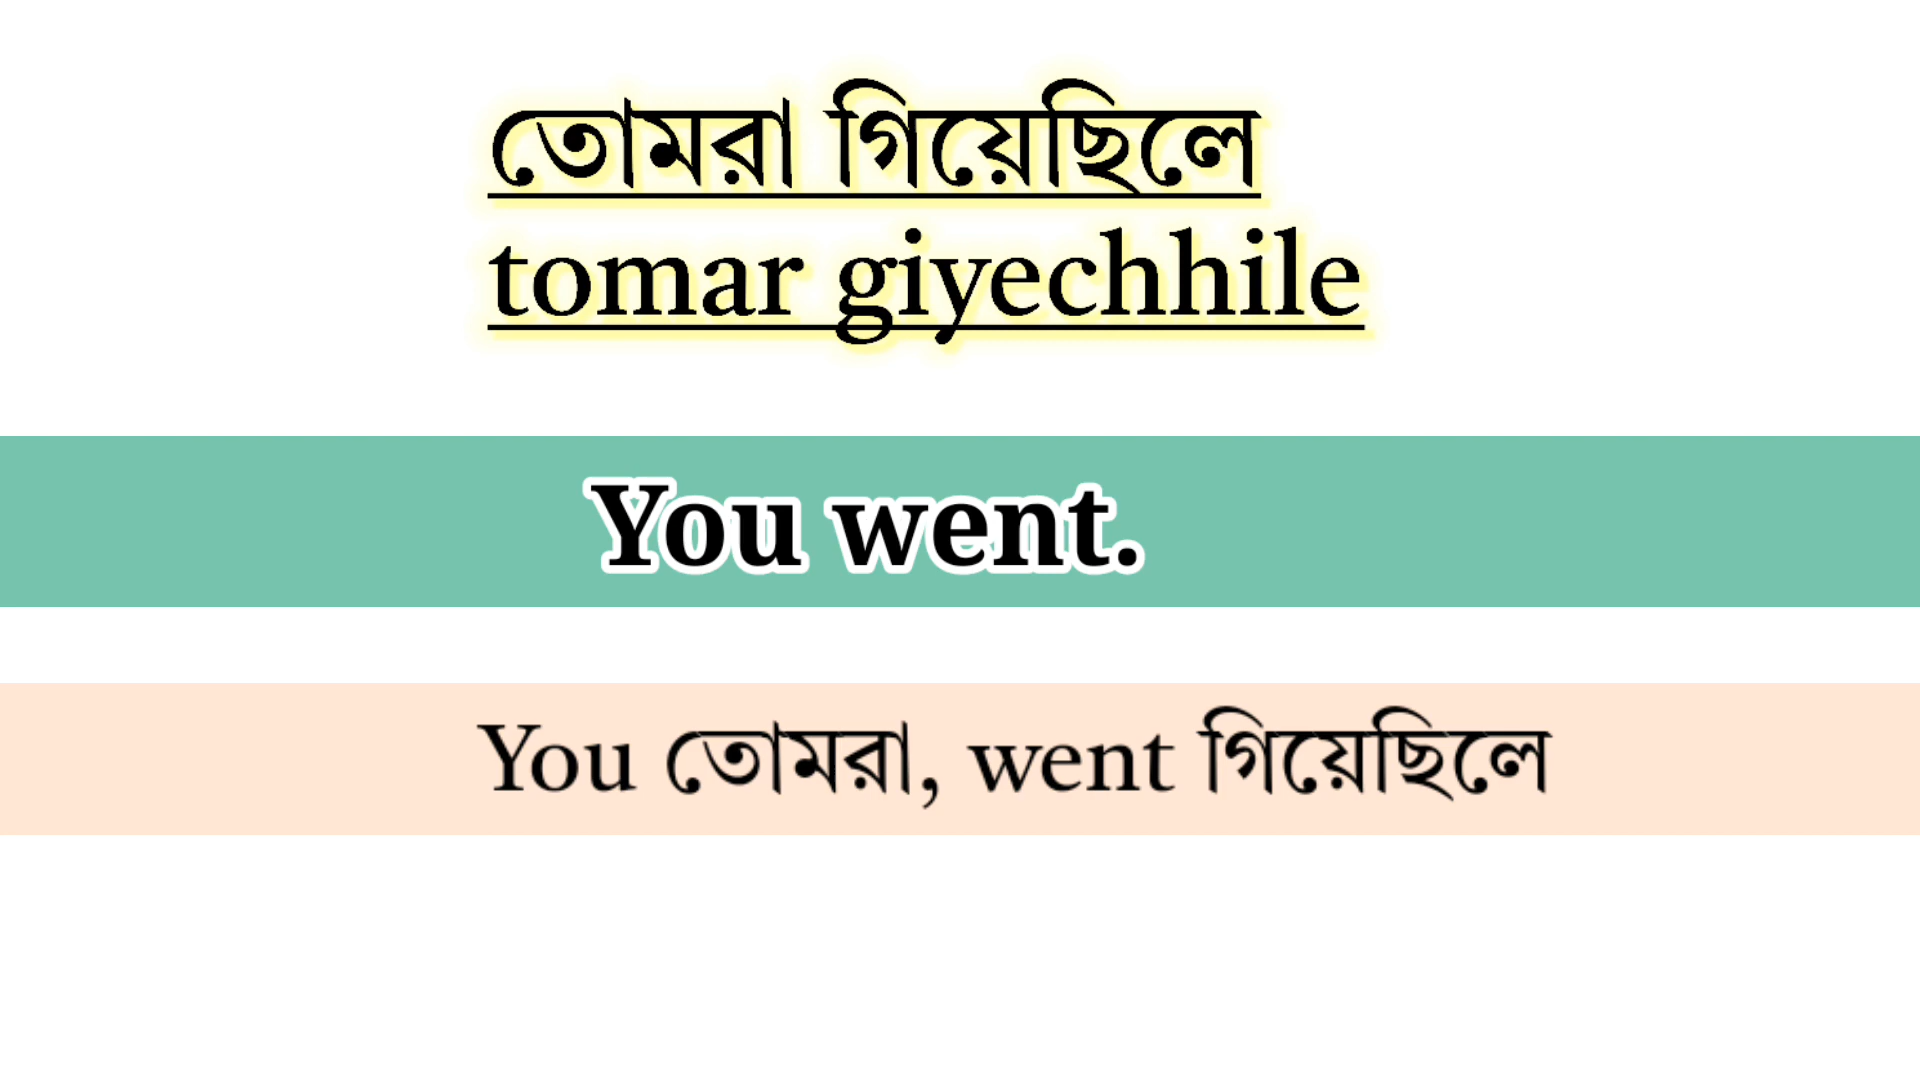 তোমরা গিয়েছিলে
tomar giyechhile
You went.
You তোমরা, went গিয়েছিলে